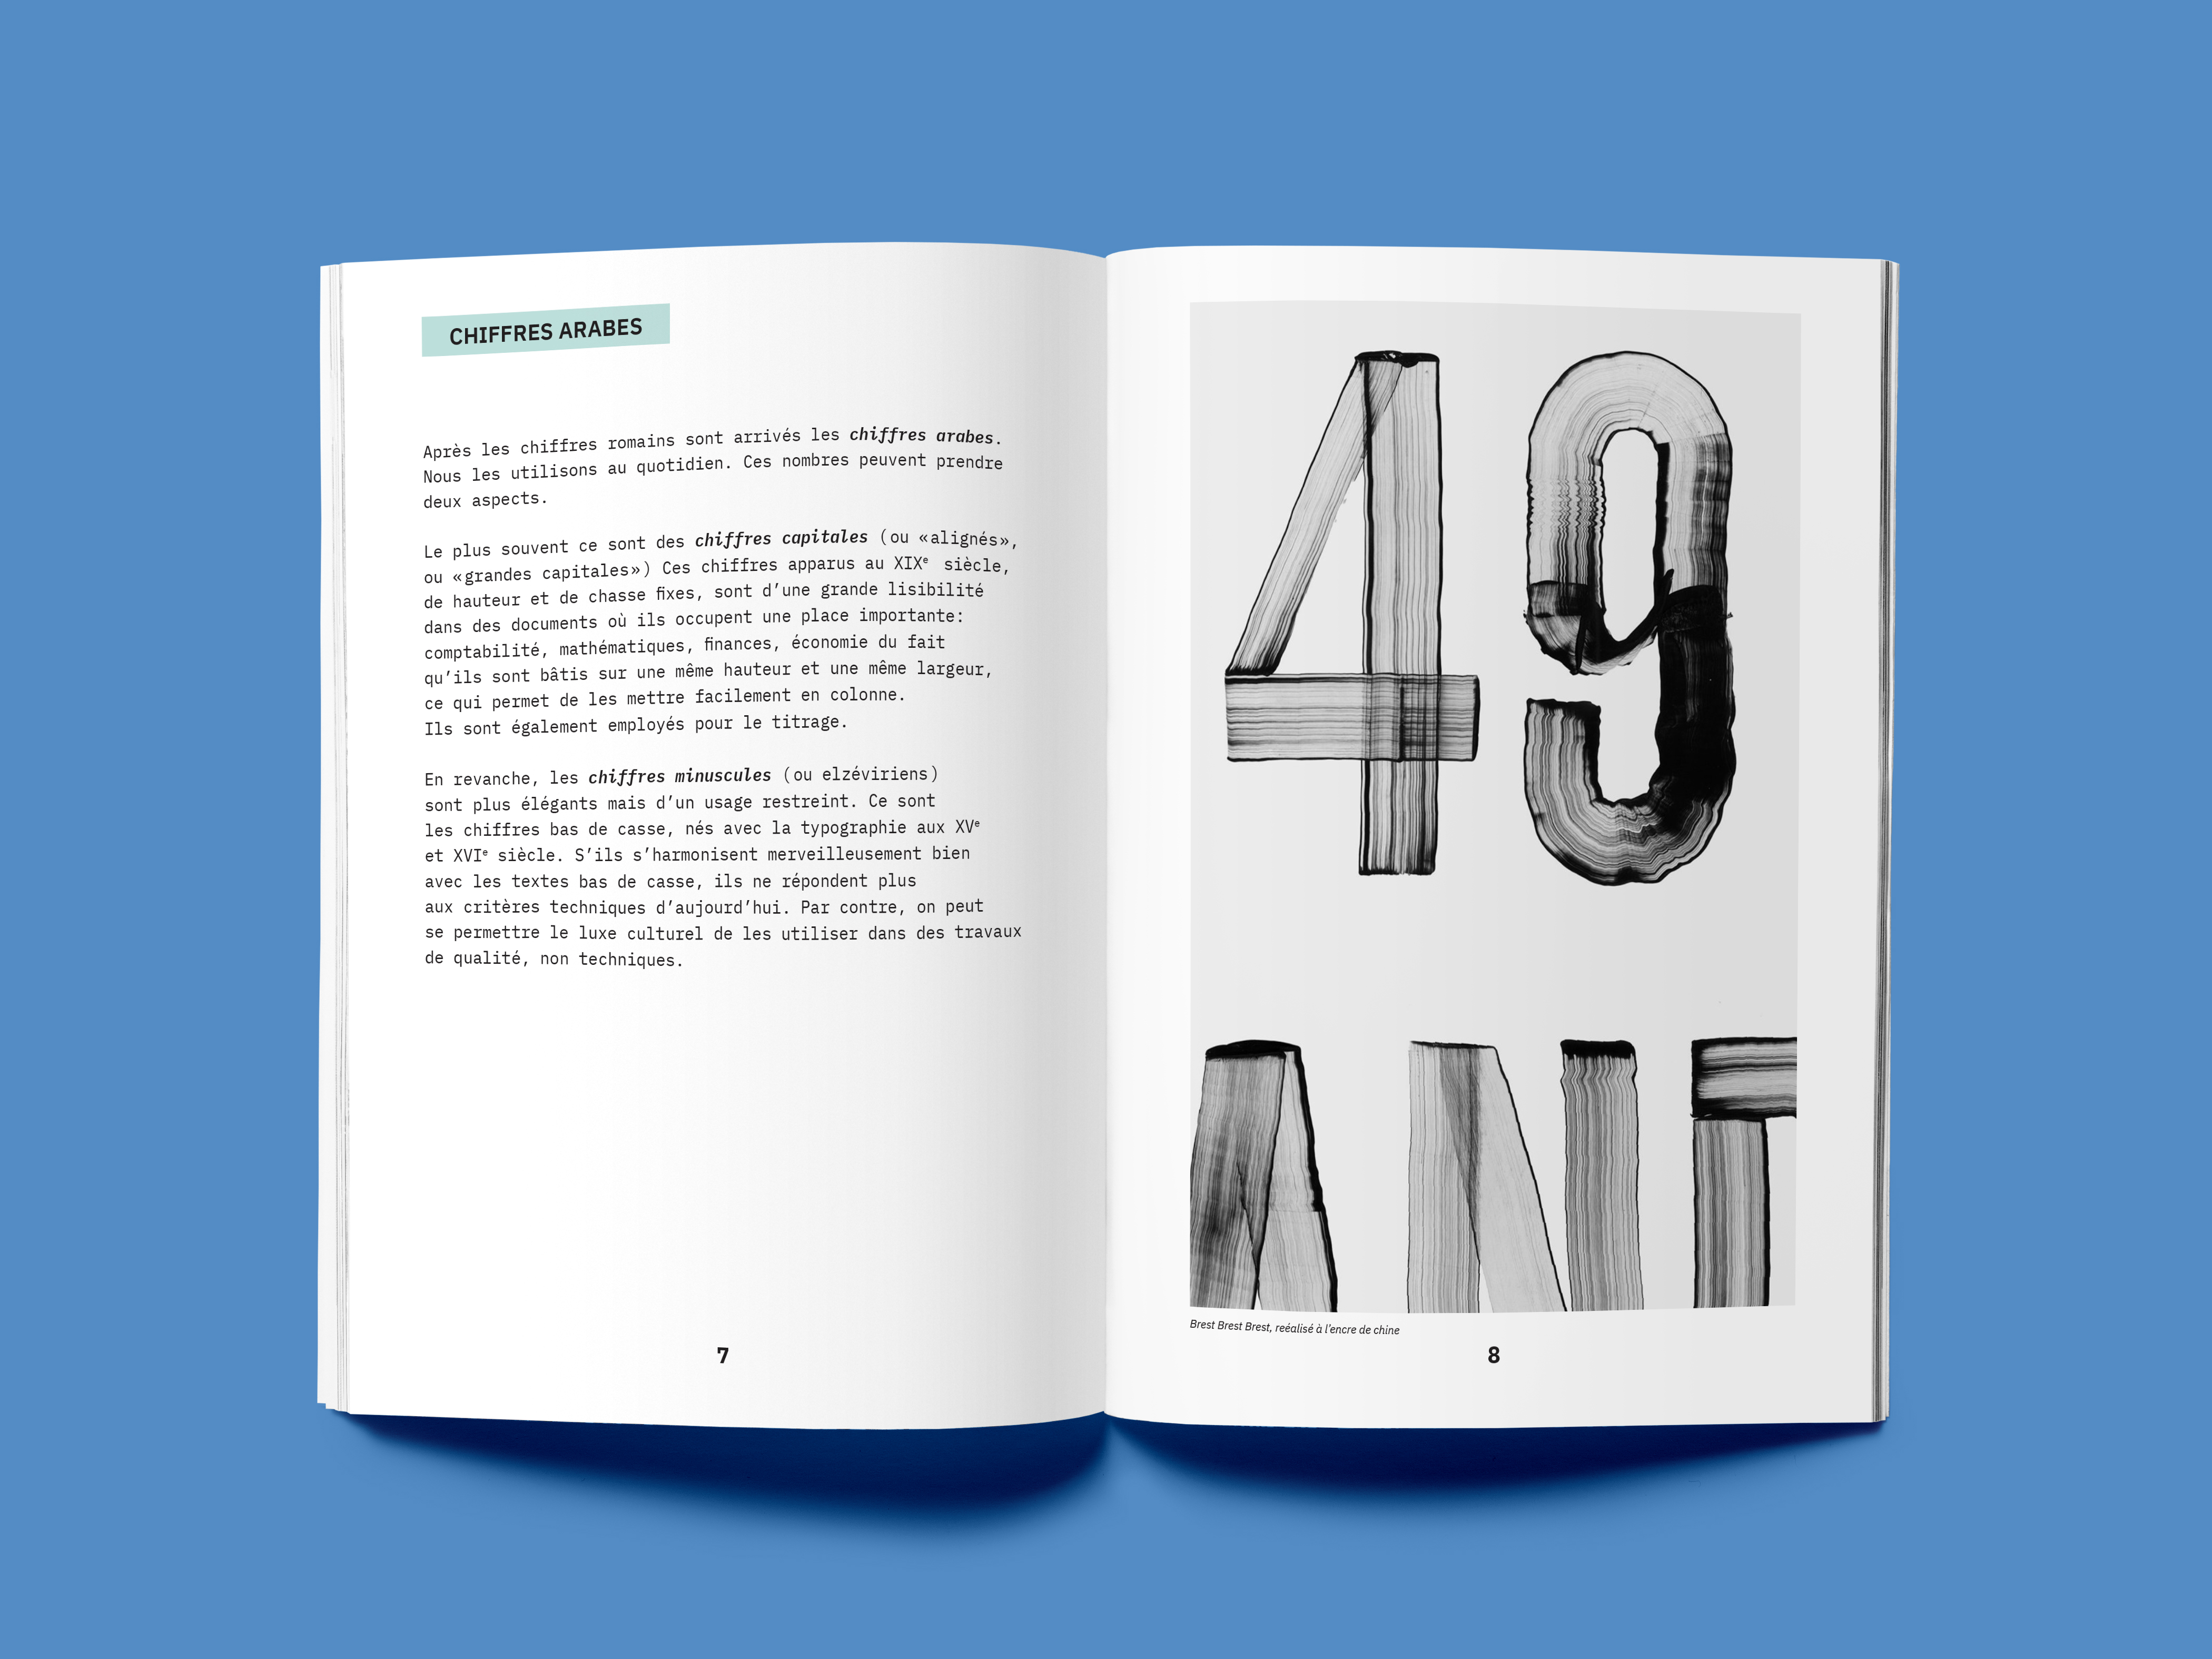 CHIFFRES ARABES
Après les chiffres romains sont arrivés les chiffres arabes.
Nous les utilisons au quotidien. Ces nombres peuvent prendre
deux aspects.
Le plus souvent ce sont des chiffres capitales (ou «alignés»,
ou «grandes capitales») Ces chiffres apparus au XIXᵉ siècle,
de hauteur et de chasse fixes, sont d’une grande lisibilité
dans des documents où ils occupent une place importante:
comptabilité, mathématiques, finances, économie du fait
qu’ils sont bâtis sur une même hauteur et une même largeur,
ce qui permet de les mettre facilement en colonne.
Ils sont également employés pour le titrage.
En revanche, les chiffres minuscules (ou elzéviriens)
sont plus élégants mais d’un usage restreint. Ce sont
les chiffres bas de casse, nés avec la typographie aux XVᵉ
et XVIᵉ siècle. S’ils s’harmonisent merveilleusement bien
avec les textes bas de casse, ils ne répondent plus
aux critères techniques d’aujourd’hui. Par contre, on peut
se permettre le luxe culturel de les utiliser dans des travaux
de qualité, non techniques.
7
49
ANT
Brest Brest Brest, reéalisé à l’encre de chine
8